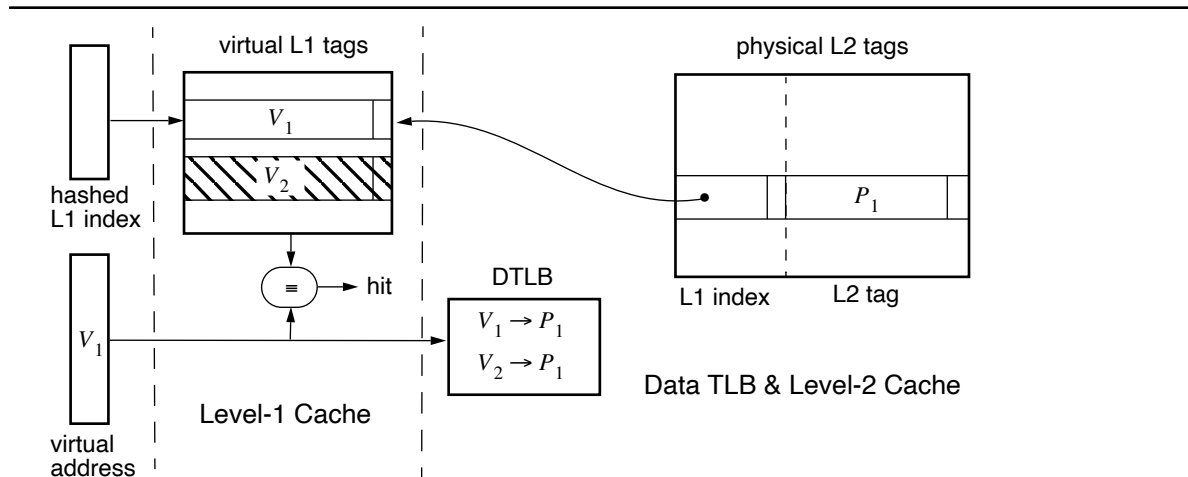 virtual L1 tags
physical L2 tags
V1
V2
hashed
L1 index
P1
hit
DTLB
L1 index
L2 tag
V1 → P1
V2 → P1
V1
≡
Data TLB & Level-2 Cache
Level-1 Cache
virtual
address